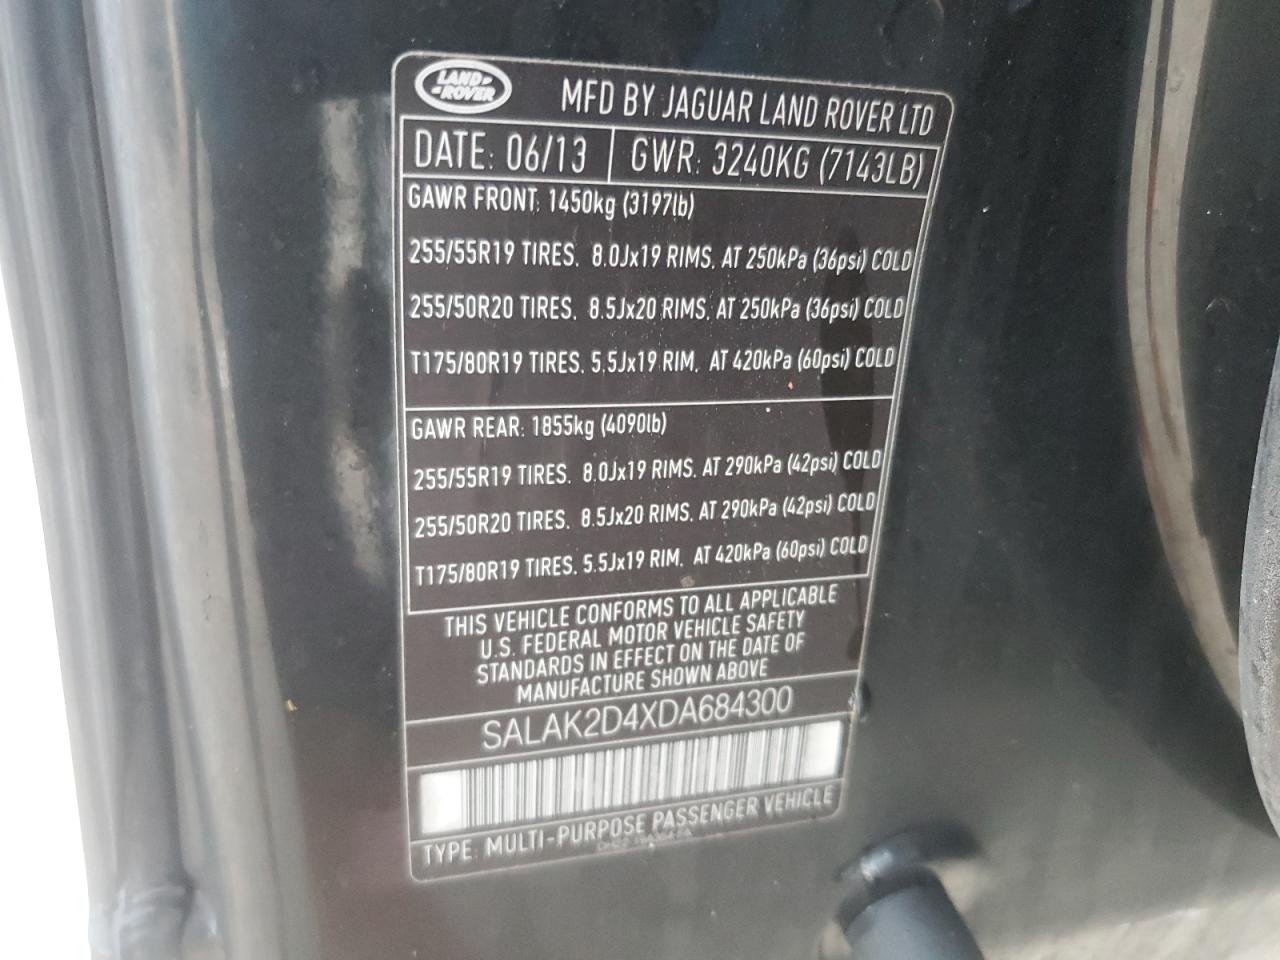 LAND-
-ROVER
MFD BY JAGUAR LAND ROVER LTD
DATE: 06/13 GWR: 3240KG (7143LB)
GAWR FRONT: 1450kg (3197lb)
255/55R19 TIRES. 8.0Jx19 RIMS. AT 250kPa (36psi) COLD
255/50R20 TIRES. 8.5Jx20 RIMS. AT 250kPa (36psi) COLD
T175/80R19 TIRES. 5.5Jx19 RIM. AT 420kPa (60psi) COLD
GAWR REAR: 1855kg (4090lb)
255/55R19 TIRES. 8.0Jx19 RIMS. AT 290kPa (42psi) COLD
255/50R20 TIRES. 8.5Jx20 RIMS. AT 290kPa (42psi) COLD
T175/80R19 TIRES. 5.5Jx19 RIM. AT 420kPa (60psi) COLD
THIS VEHICLE CONFORMS TO ALL APPLICABLE
U.S. FEDERAL MOTOR VEHICLE SAFETY
STANDARDS IN EFFECT ON THE DATE OF
MANUFACTURE SHOWN ABOVE
SALAK2D4XDA684300
TYPE: MULTI-PURPOSE PASSENGER VEHICLE